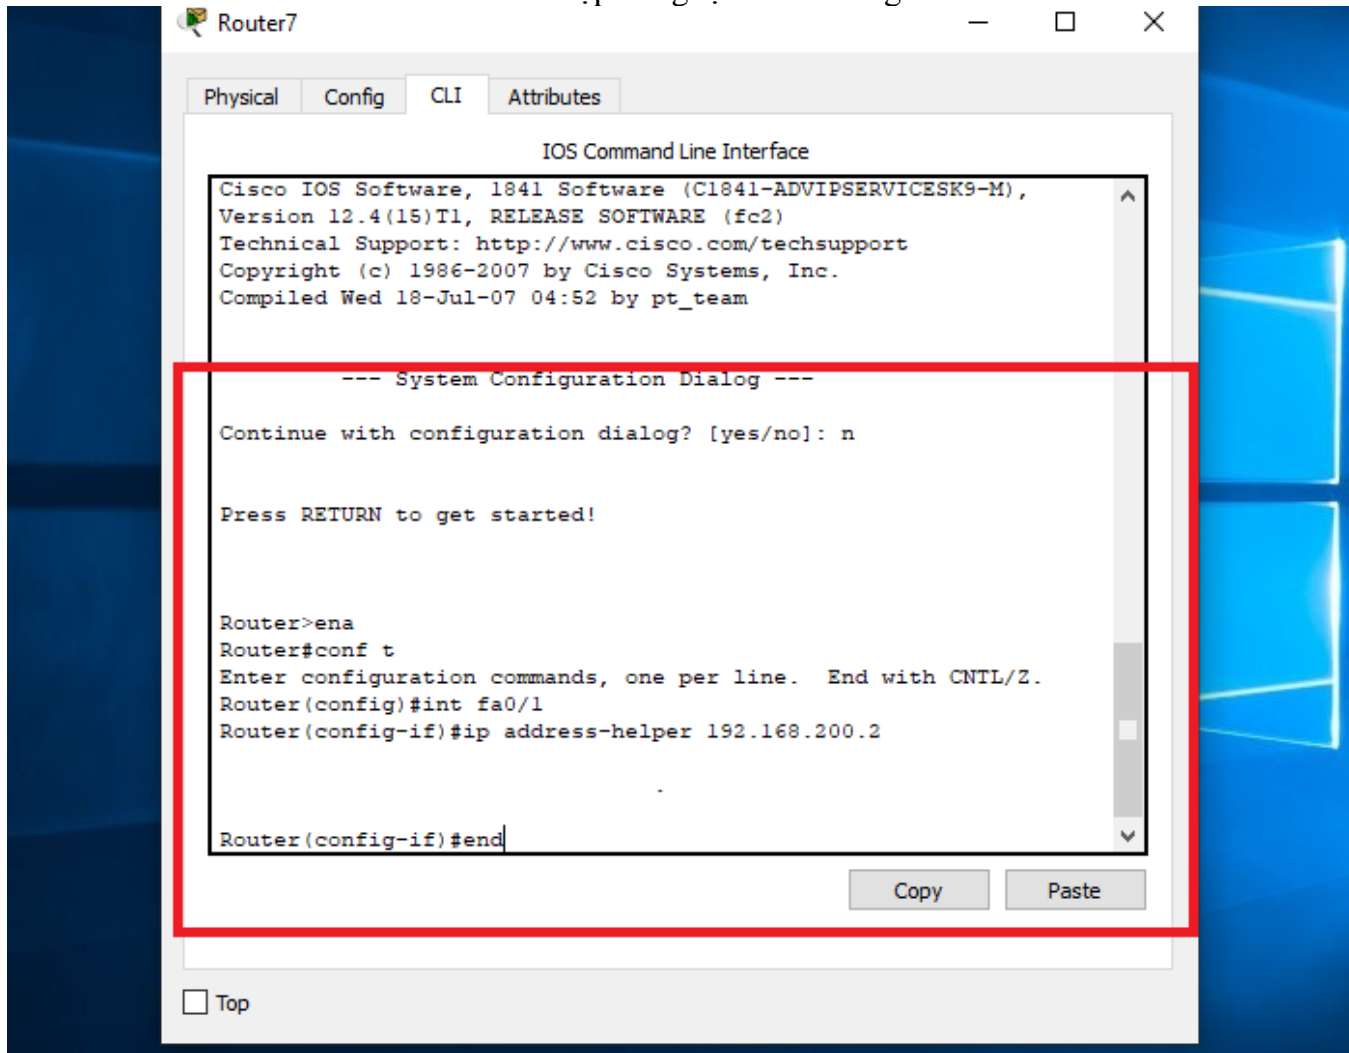 Router7
Physical Config CLI Attributes
IOS Command Line Interface
Cisco IOS Software, 1841 Software (C1841-ADVIPSERVICESK9-M),
Version 12.4(15)T1, RELEASE SOFTWARE (fc2)
Technical Support: http://www.cisco.com/techsupport
Copyright (c) 1986-2007 by Cisco Systems, Inc.
Compiled Wed 18-Jul-07 04:52 by pt_team
--- System Configuration Dialog ---
Continue with configuration dialog? [yes/no]: n
Press RETURN to get started!
Router>ena
Router#conf t
Enter configuration commands, one per line.  End with CNTL/Z.
Router(config)#int fa0/1
Router(config-if)#ip address-helper 192.168.200.2
Router(config-if)#end
Copy Paste
Top